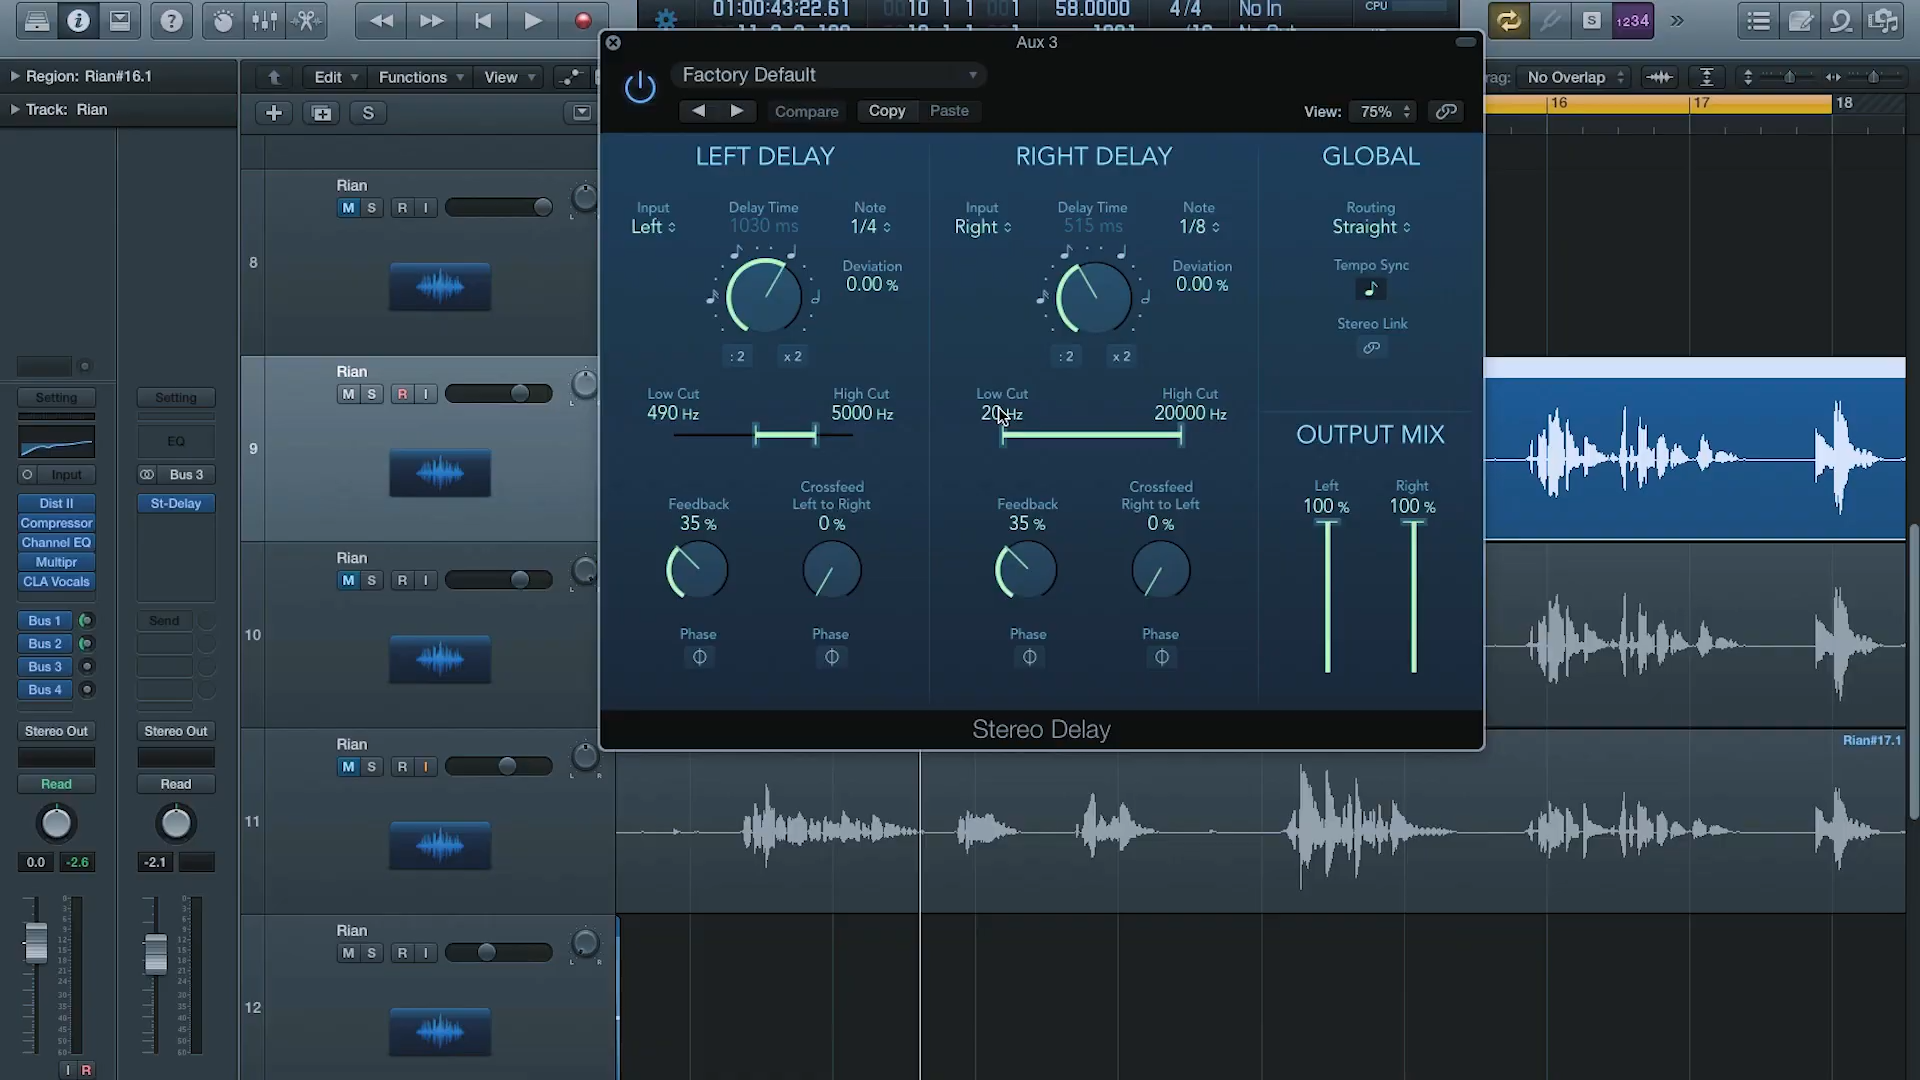 01:00:43:22.61
10 1 1 001
58.0000
4/4
No In
CPU
1234
Region: Rian#16.1
Track: Rian
Edit
Functions
View
S
Aux 3
Factory Default
Compare
Copy
Paste
View:
75%
rag:
No Overlap
16
17
18
LEFT DELAY
RIGHT DELAY
GLOBAL
Input
Left
Delay Time
1030 ms
Note
1/4
Input
Right
Delay Time
515 ms
Note
1/8
Routing
Straight
Deviation
0.00 %
Deviation
0.00 %
Tempo Sync
Stereo Link
: 2
x 2
: 2
x 2
Low Cut
490 Hz
High Cut
5000 Hz
Low Cut
20 Hz
High Cut
20000 Hz
OUTPUT MIX
Left
100 %
Right
100 %
Feedback
35 %
Crossfeed
Left to Right
0 %
Feedback
35 %
Crossfeed
Right to Left
0 %
Phase
Phase
Phase
Phase
Stereo Delay
8
Rian
M S R I
9
Rian
M S R I
10
Rian
M S R I
11
Rian
M S R I
12
Rian
M S R I
L R
Rian#17.1
Setting
Input
Dist II
Compressor
Channel EQ
Multipr
CLA Vocals
Bus 1
Bus 2
Bus 3
Bus 4
Stereo Out
Read
0.0
-2.6
I R
Setting
EQ
Bus 3
St-Delay
Send
Stereo Out
Read
-2.1